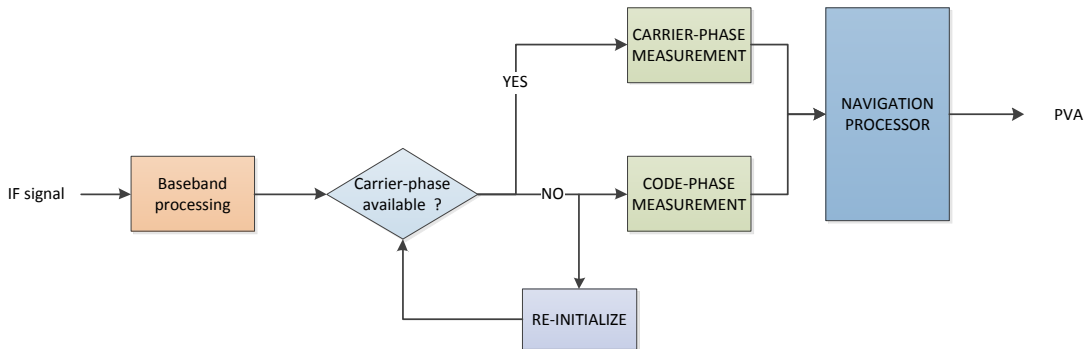 IF signal
Baseband
processing
Carrier-phase
available ?
YES
NO
CARRIER-PHASE
MEASUREMENT
CODE-PHASE
MEASUREMENT
RE-INITIALIZE
NAVIGATION
PROCESSOR
PVA